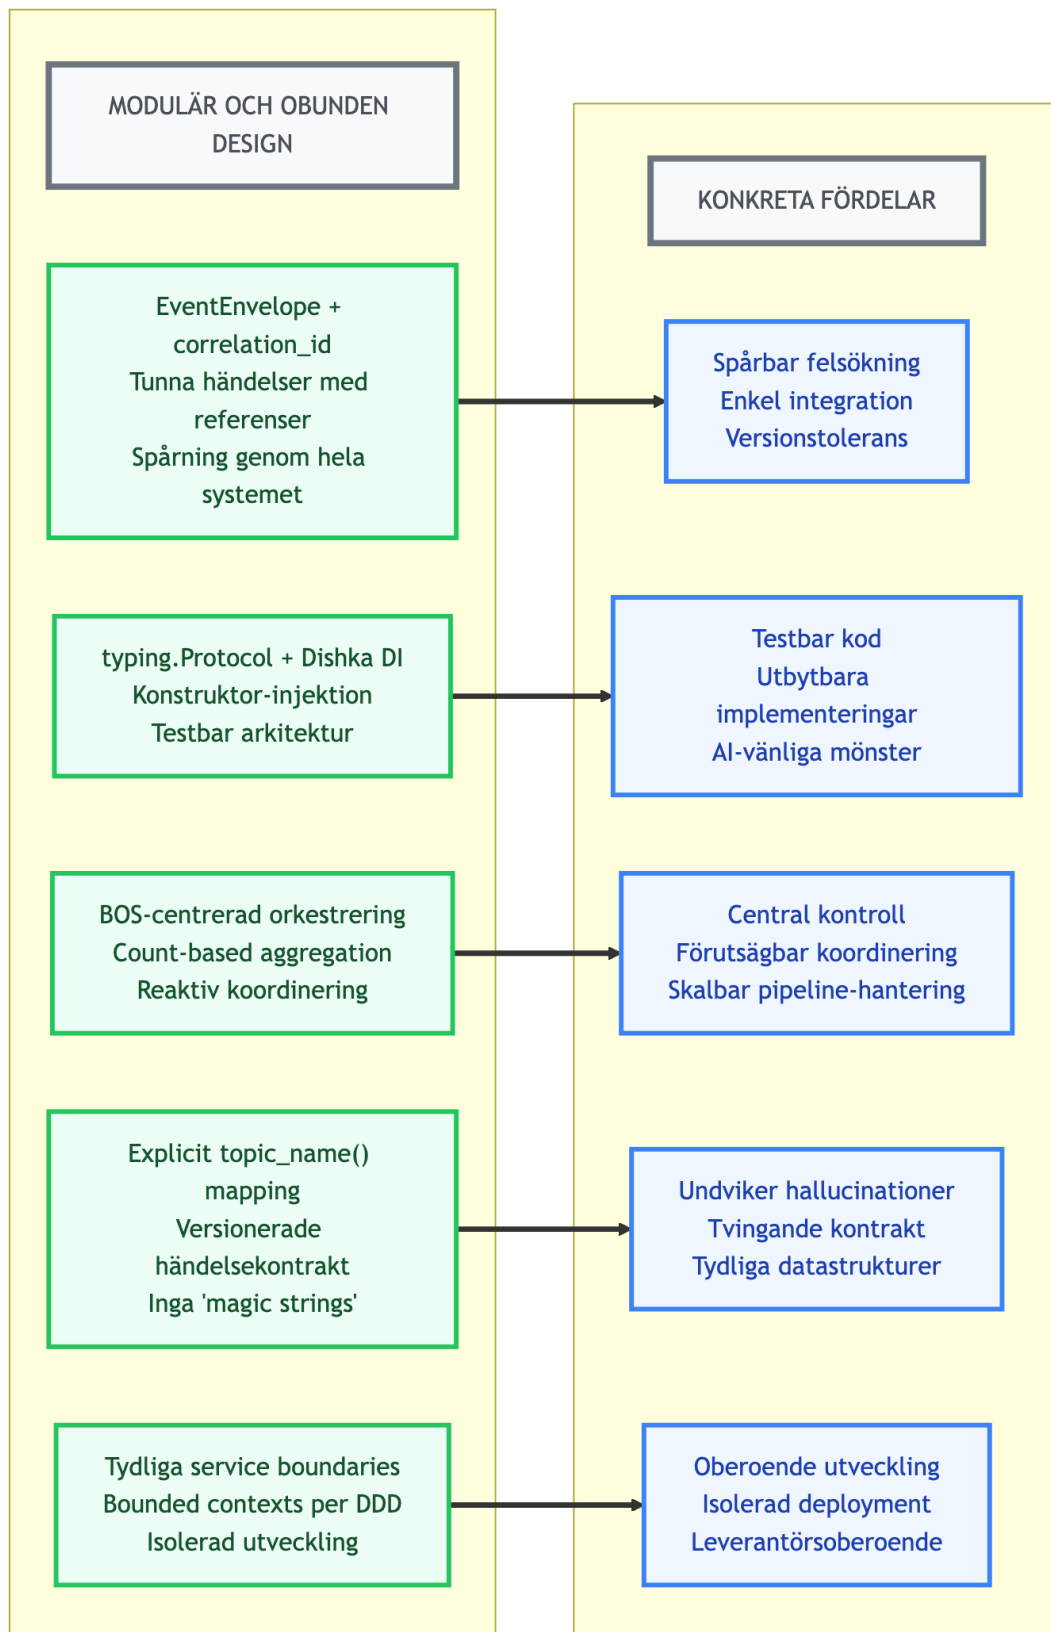 MODULÄR OCH OBUNDEN
DESIGN
EventEnvelope +
correlation_id
Tunna händelser med
referenser
Spårning genom hela
systemet
typing.Protocol + Dishka DI
Konstruktor-injektion
Testbar arkitektur
BOS-centrerad orkestrering
Count-based aggregation
Reaktiv koordinering
Explicit topic_name()
mapping
Versionerade
händelsekontrakt
Inga 'magic strings'
Tydliga service boundaries
Bounded contexts per DDD
Isolerad utveckling
KONKRETA FÖRDELAR
Spårbar felsökning
Enkel integration
Versionstolerans
Testbar kod
Utbytbara
implementeringar
AI-vänliga mönster
Central kontroll
Förutsägbar koordinering
Skalbar pipeline-hantering
Undviker hallucinationer
Tvingande kontrakt
Tydliga datastrukturer
Oberoende utveckling
Isolerad deployment
Leverantörsoberoende